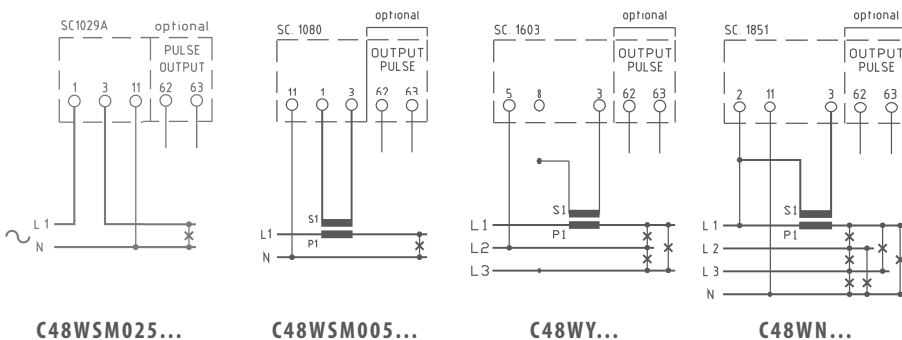 SC1029A optional
PULSE
OUTPUT
1 3 11 62 63
L1
N
C48WSM025...
optional
SC. 1080
OUTPUT
PULSE
11 1 3 62 63
S1
L1
P1
N
C48WSM005...
optional
SC. 1603
OUTPUT
PULSE
5 8 3 62 63
S1
L1
P1
L2
L3
C48WY...
optional
SC. 1851
OUTPUT
PULSE
2 11 3 62 63
S1
L1
P1
L2
L3
N
C48WN...